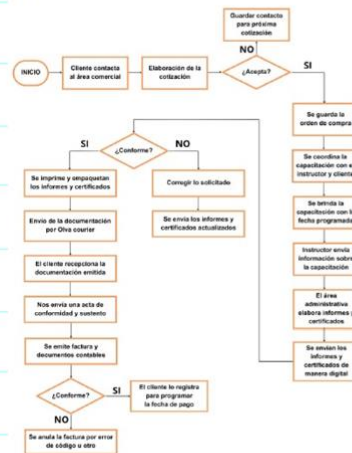 Guardar contacto
para próxima
cotización
NO
INICIO
Cliente contacta
al área comercial
Elaboración de la
cotización
¿Acepta?
SI
Se guarda la
orden de compra
Se coordina la
capacitación con el
instructor y cliente
Se brinda la
capacitación con la
fecha programada
Instructor envía
información sobre
la capacitación
El área
administrativa
elabora informes y
certificados
Se envían los
informes y
certificados de
manera digital
¿Conforme?
SI
NO
Se imprime y empaquetan
los informes y certificados
Corregir lo solicitado
Envío de la documentación
por Olva courier
Se envía los informes y
certificados actualizados
El cliente recepciona la
documentación emitida
Nos envía una acta de
conformidad y sustento
Se emite factura y
documentos contables
¿Conforme?
SI
El cliente lo registra
para programar
la fecha de pago
NO
Se anula la factura por error
de código u otro